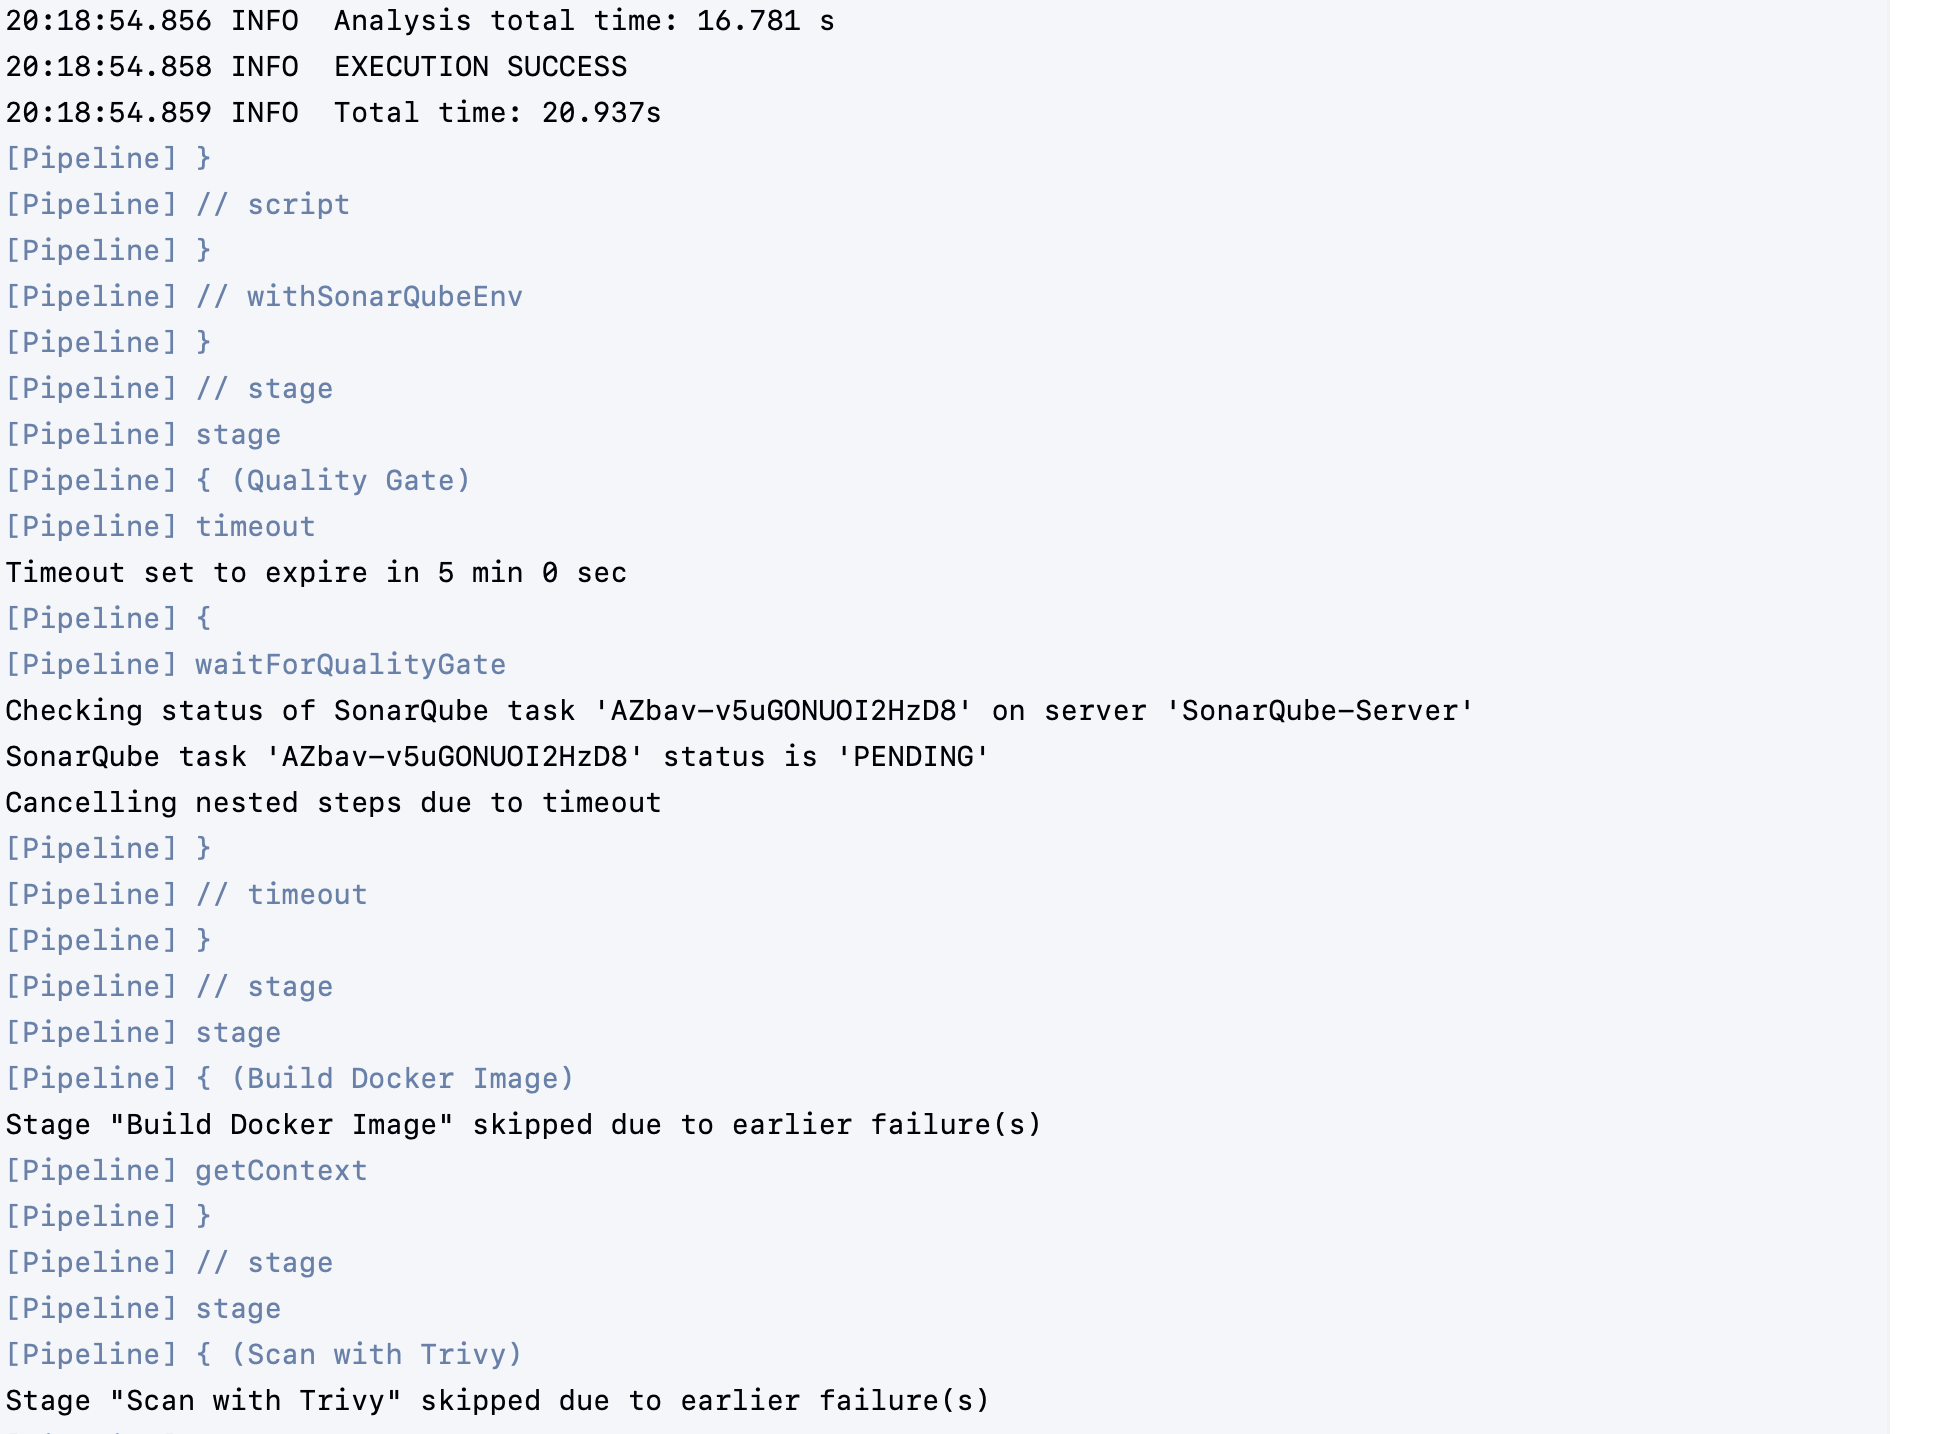 20:18:54.856 INFO  Analysis total time: 16.781 s
20:18:54.858 INFO  EXECUTION SUCCESS
20:18:54.859 INFO  Total time: 20.937s
[Pipeline] }
[Pipeline] // script
[Pipeline] }
[Pipeline] // withSonarQubeEnv
[Pipeline] }
[Pipeline] // stage
[Pipeline] stage
[Pipeline] { (Quality Gate)
[Pipeline] timeout
Timeout set to expire in 5 min 0 sec
[Pipeline] {
[Pipeline] waitForQualityGate
Checking status of SonarQube task 'AZbav-v5uGONUOI2HzD8' on server 'SonarQube-Server'
SonarQube task 'AZbav-v5uGONUOI2HzD8' status is 'PENDING'
Cancelling nested steps due to timeout
[Pipeline] }
[Pipeline] // timeout
[Pipeline] }
[Pipeline] // stage
[Pipeline] stage
[Pipeline] { (Build Docker Image)
Stage "Build Docker Image" skipped due to earlier failure(s)
[Pipeline] getContext
[Pipeline] }
[Pipeline] // stage
[Pipeline] stage
[Pipeline] { (Scan with Trivy)
Stage "Scan with Trivy" skipped due to earlier failure(s)